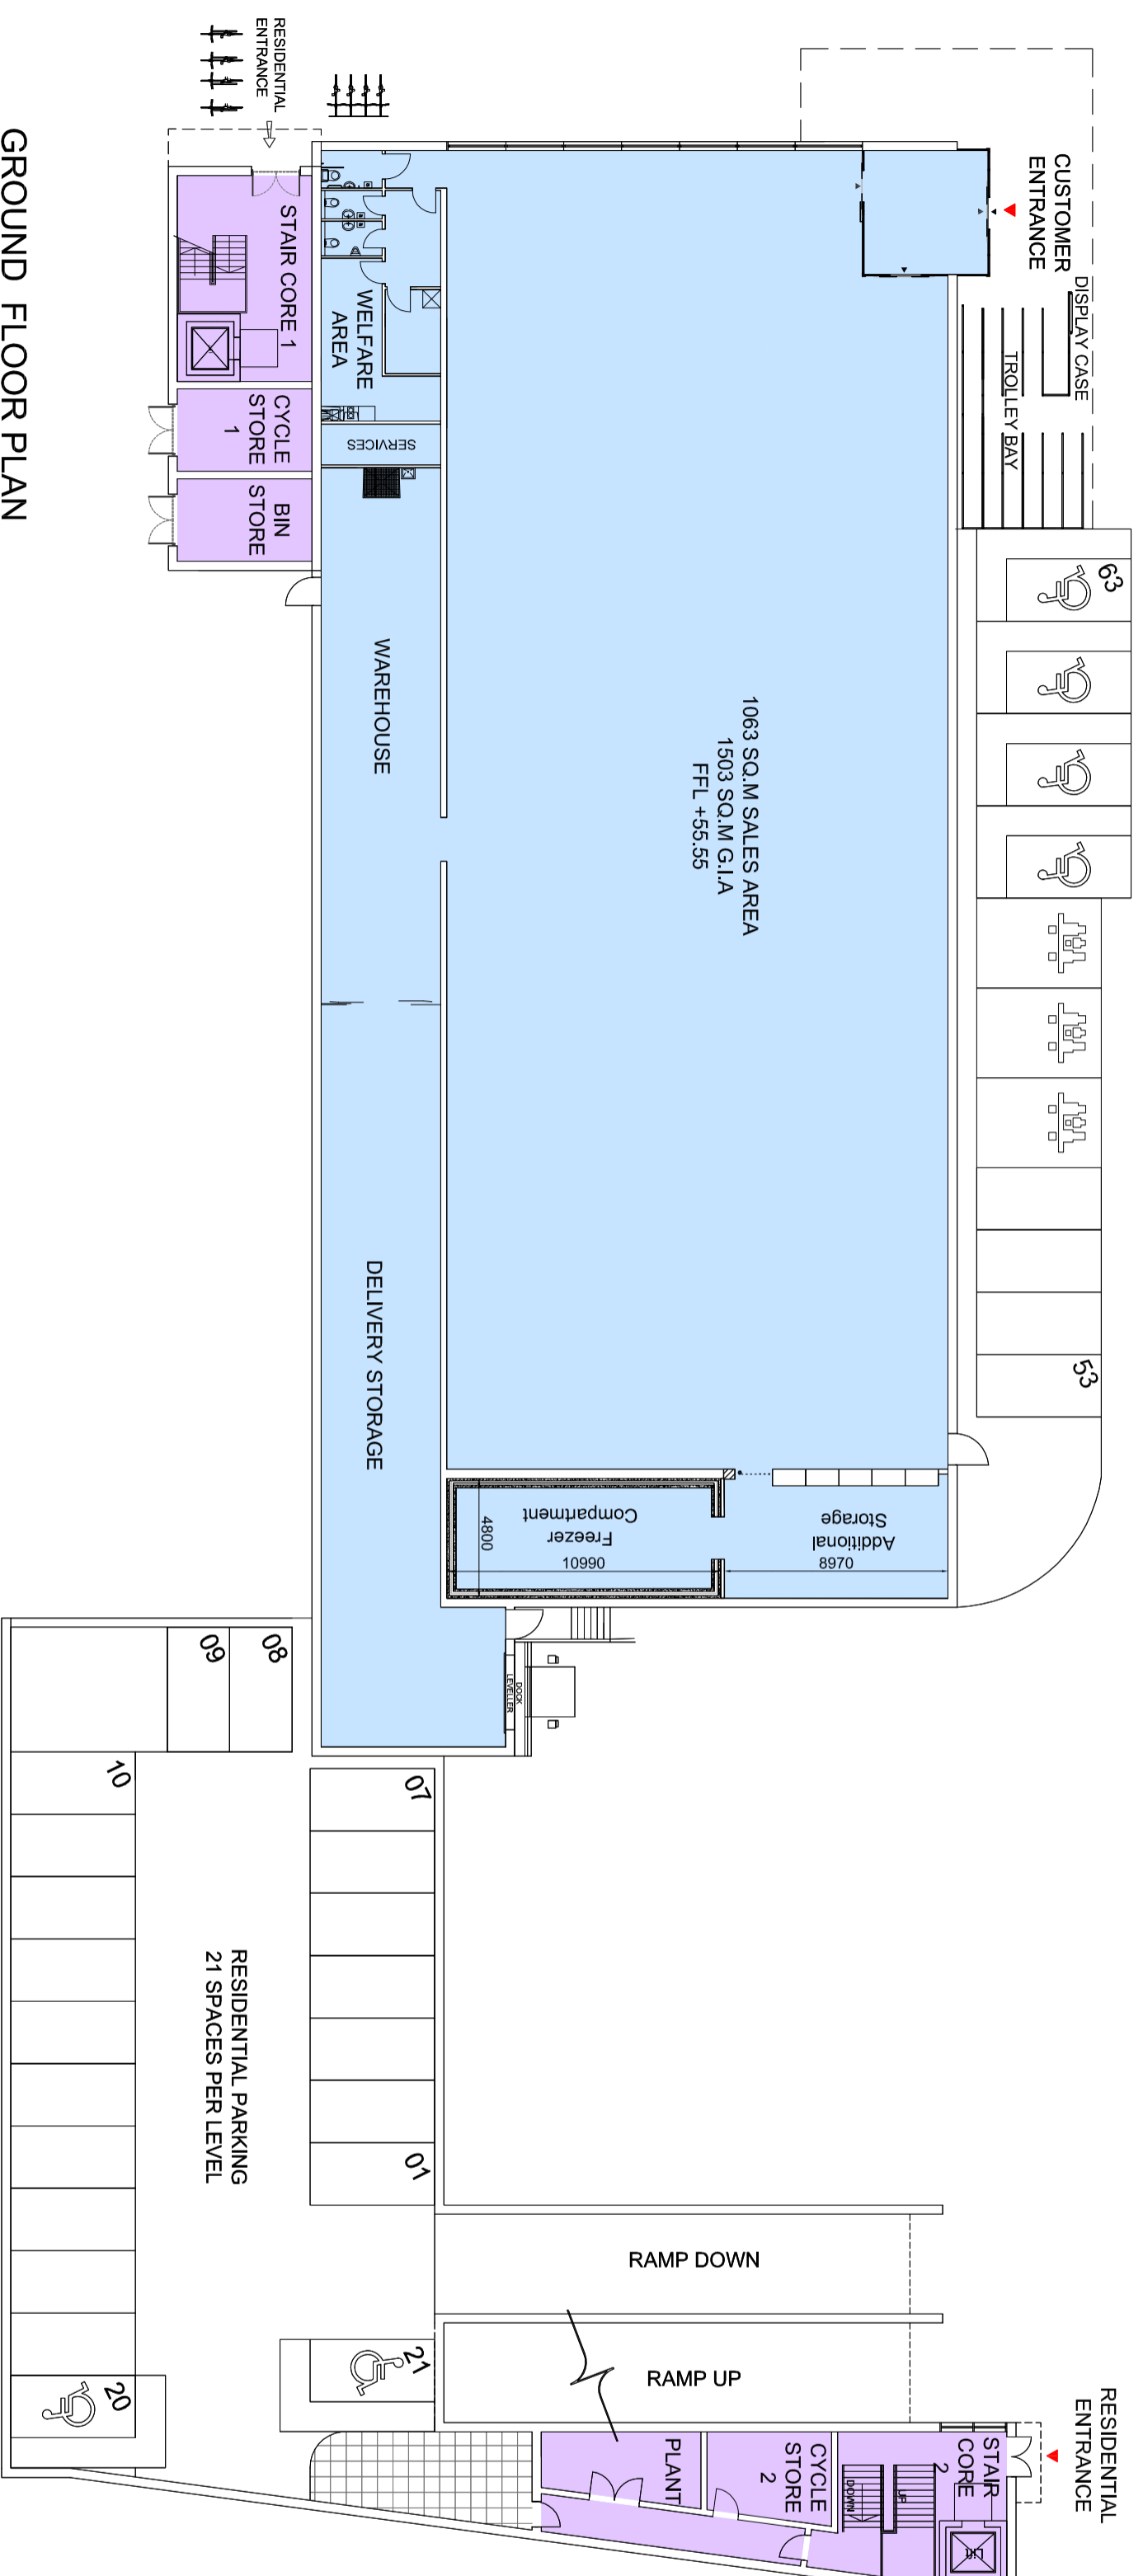 GROUND FLOOR PLAN
RESIDENTIAL
ENTRANCE
CUSTOMER
ENTRANCE
DISPLAY CASE
TROLLEY BAY
STAIR CORE 1
CYCLE
STORE
1
BIN
STORE
WELFARE
AREA
SERVICES
WAREHOUSE
1063 SQ.M SALES AREA
1503 SQ.M G.I.A
FFL +55.55
63
53
DELIVERY STORAGE
Freezer
Compartment
4800
10990
Additional
Storage
8970
DOCK
LEVELLER
08
09
10
07
01
RESIDENTIAL PARKING
21 SPACES PER LEVEL
20
21
RAMP DOWN
RAMP UP
RESIDENTIAL
ENTRANCE
STAIR
CORE
2
UP
DOWN
Lift
CYCLE
STORE
2
PLANT